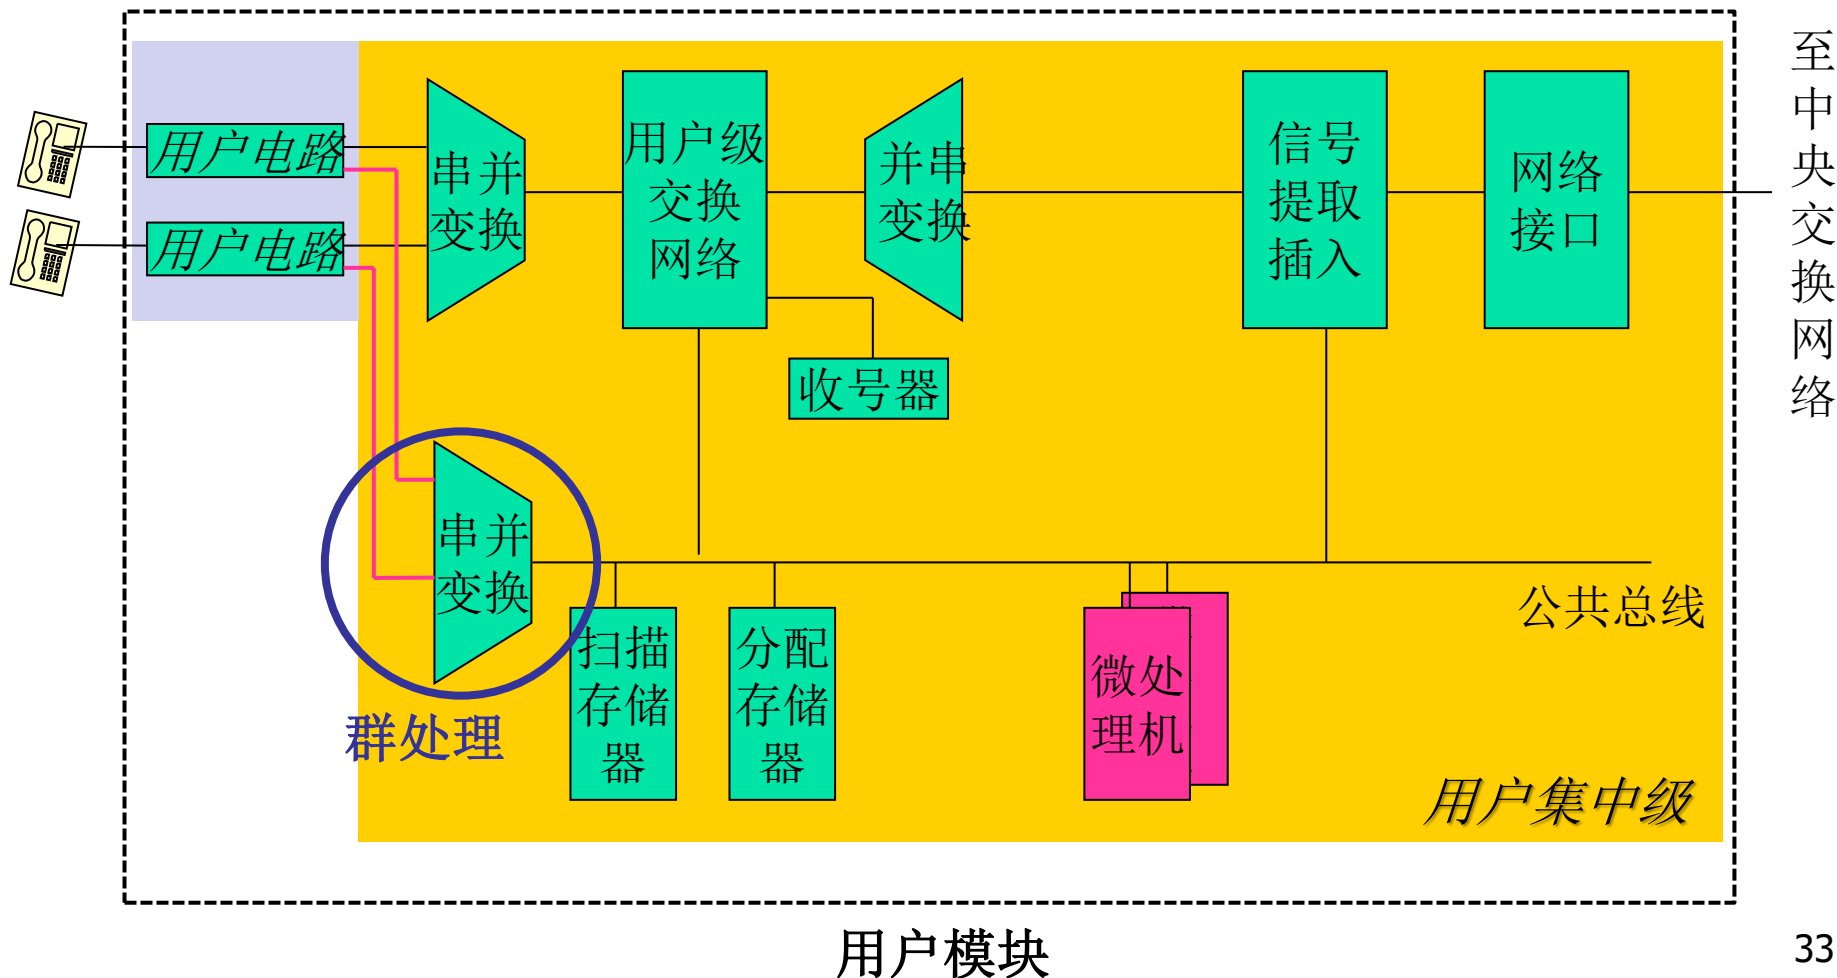 用户电路
用户电路
串并
变换
用户级
交换
网络
并串
变换
信号
提取
插入
网络
接口
至
中
央
交
换
网
络
收号器
串并
变换
群处理
扫描
存储
器
分配
存储
器
微处
理机
公共总线
用户集中级
用户模块
33